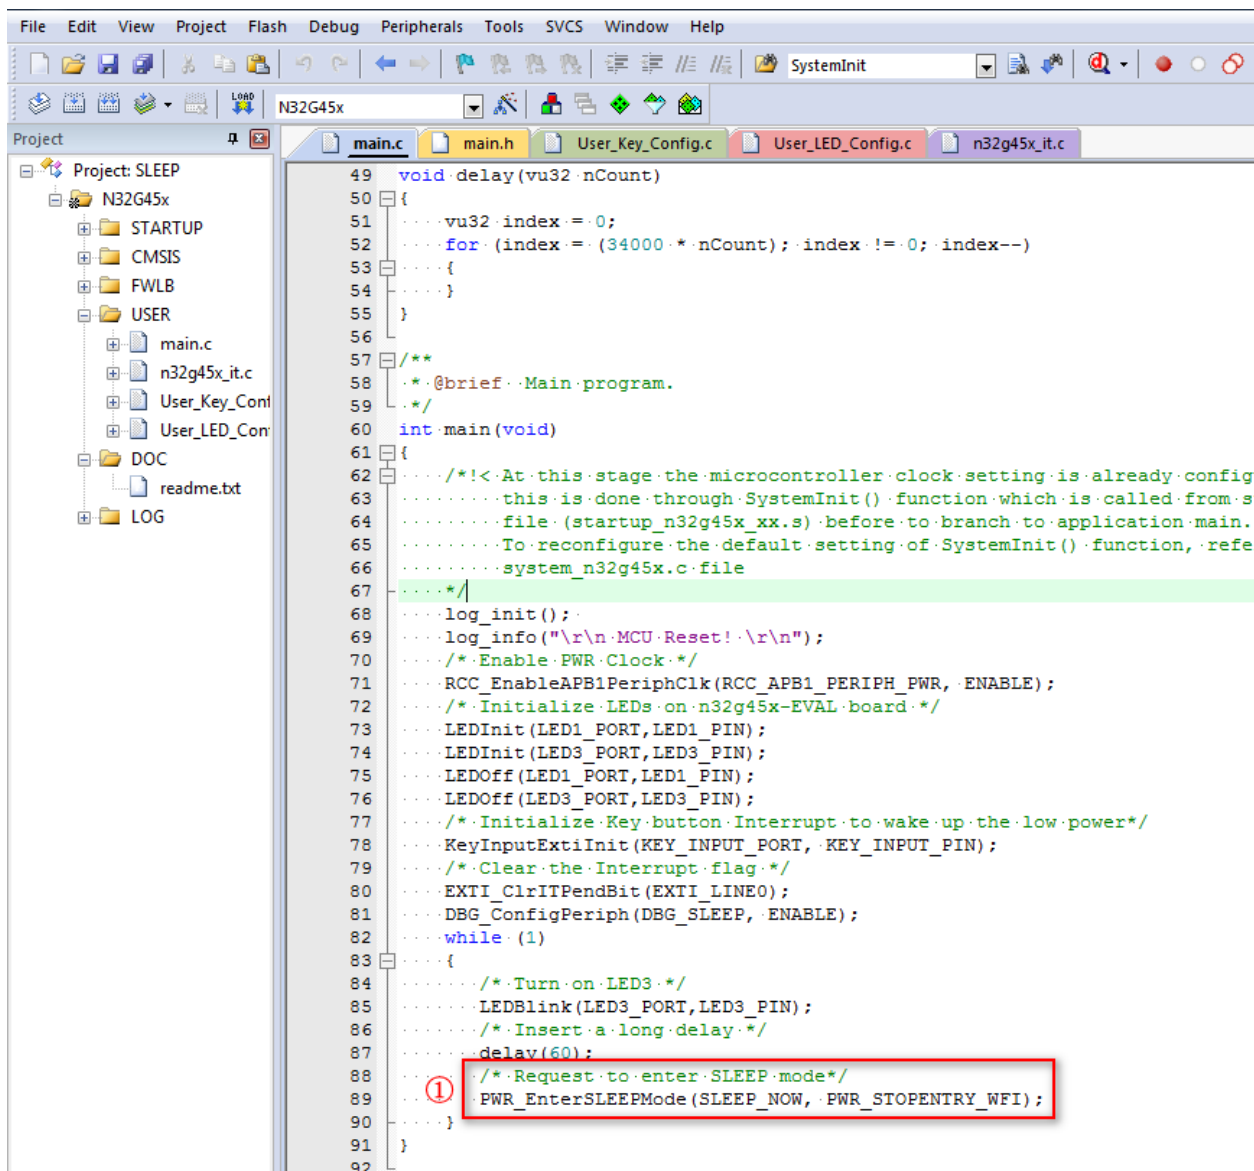 File Edit View Project Flash Debug Peripherals Tools SVCS Window Help
SystemInit
LOAD N32G45x
Project main.c main.h User_Key_Config.c User_LED_Config.c n32g45x_it.c
Project: SLEEP
N32G45x
STARTUP
CMSIS
FWLB
USER
main.c
n32g45x_it.c
User_Key_Conf
User_LED_Con
DOC
readme.txt
LOG
49 void delay(vu32 nCount)
50 {
51 vu32 index = 0;
52 for (index = (34000 * nCount); index != 0; index--)
53 {
54 }
55 }
56
57 /**
58 * @brief Main program.
59 */
60 int main(void)
61 {
62 /*!< At this stage the microcontroller clock setting is already config
63 this is done through SystemInit() function which is called from s
64 file (startup_n32g45x_xx.s) before to branch to application main.
65 To reconfigure the default setting of SystemInit() function, refe
66 system_n32g45x.c file
67 */
68 log_init();
69 log_info("\r\n MCU Reset! \r\n");
70 /* Enable PWR Clock */
71 RCC_EnableAPB1PeriphClk(RCC_APB1_PERIPH_PWR, ENABLE);
72 /* Initialize LEDs on n32g45x-EVAL board */
73 LEDInit(LED1_PORT,LED1_PIN);
74 LEDInit(LED3_PORT,LED3_PIN);
75 LEDOff(LED1_PORT,LED1_PIN);
76 LEDOff(LED3_PORT,LED3_PIN);
77 /* Initialize Key button Interrupt to wake up the low power*/
78 KeyInputExtiInit(KEY_INPUT_PORT, KEY_INPUT_PIN);
79 /* Clear the Interrupt flag */
80 EXTI_ClrITPendBit(EXTI_LINE0);
81 DBG_ConfigPeriph(DBG_SLEEP, ENABLE);
82 while (1)
83 {
84 /* Turn on LED3 */
85 LEDBlink(LED3_PORT,LED3_PIN);
86 /* Insert a long delay */
87 delay(60);
88 /* Request to enter SLEEP mode*/
89 ① PWR_EnterSLEEPMode(SLEEP_NOW, PWR_STOPENTRY_WFI);
90 }
91 }
92